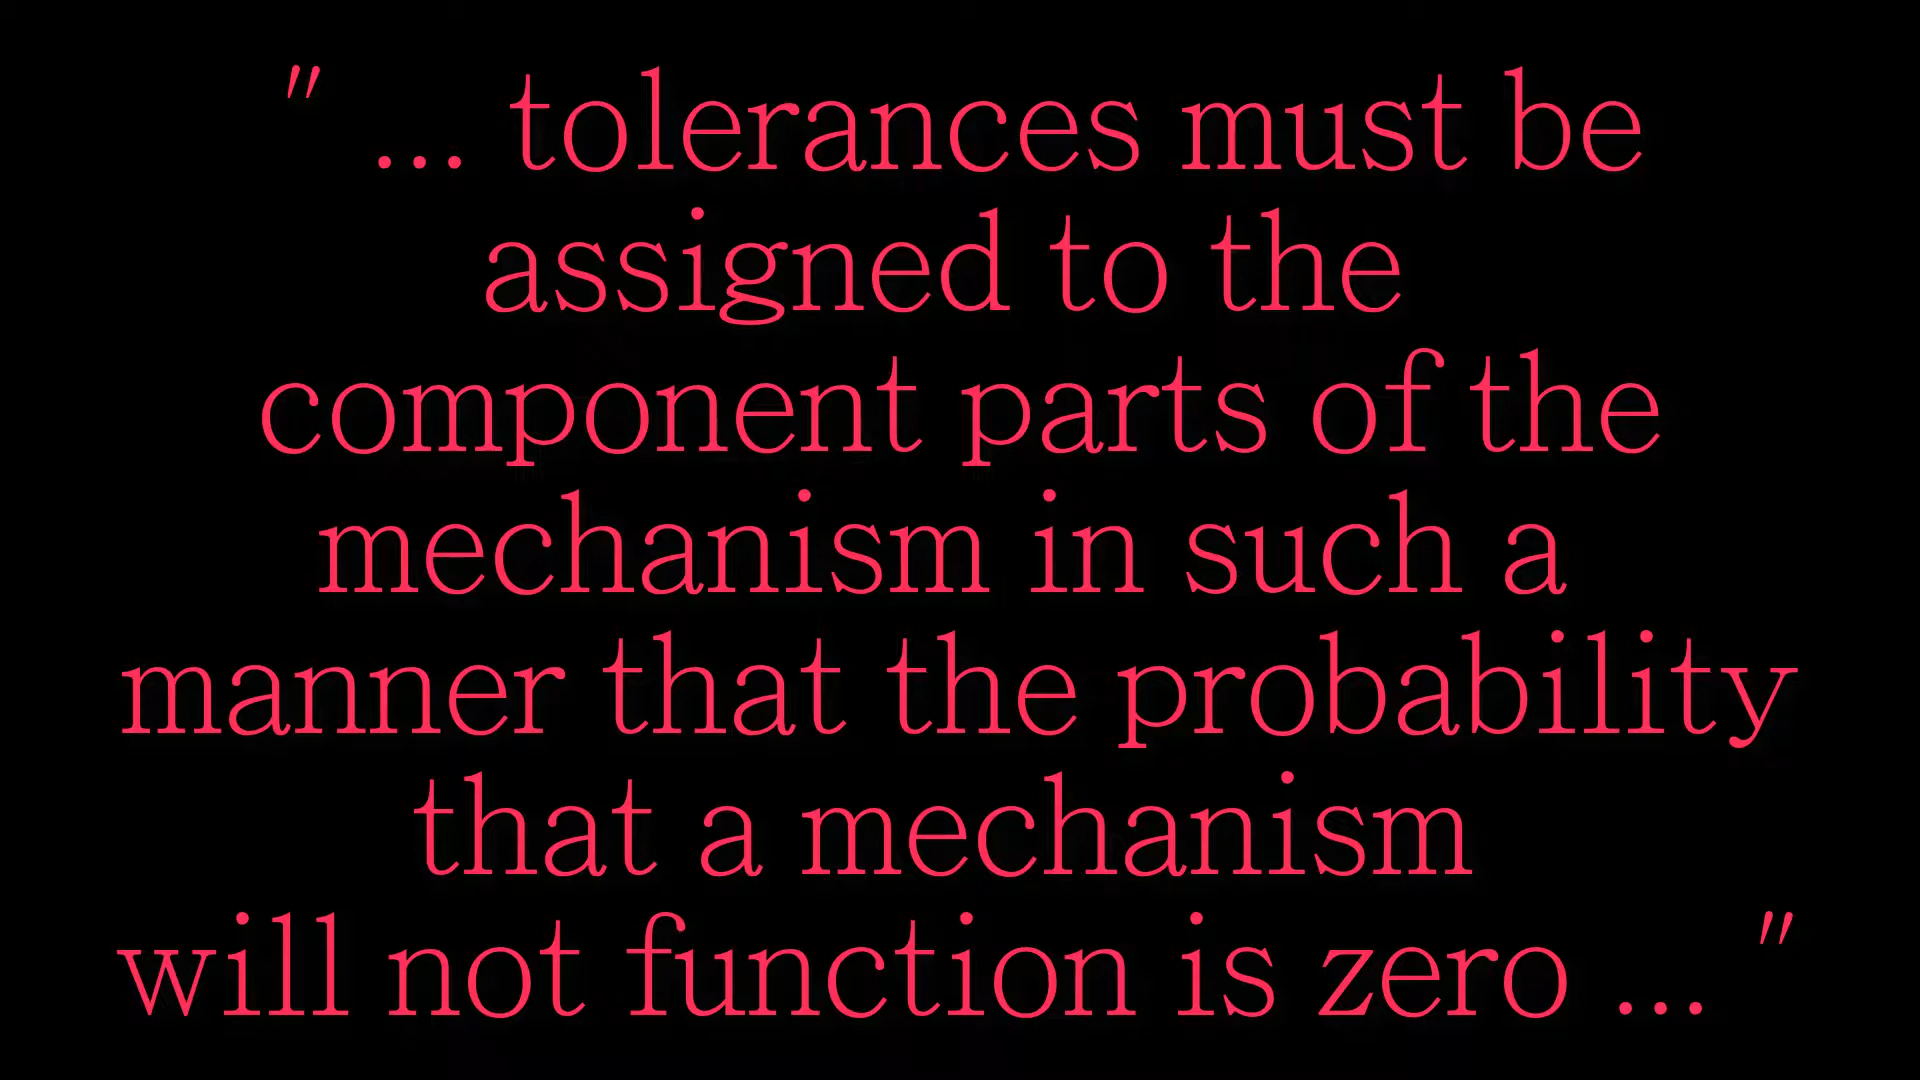 " ... tolerances must be
assigned to the
component parts of the
mechanism in such a
manner that the probability
that a mechanism
will not function is zero ... "